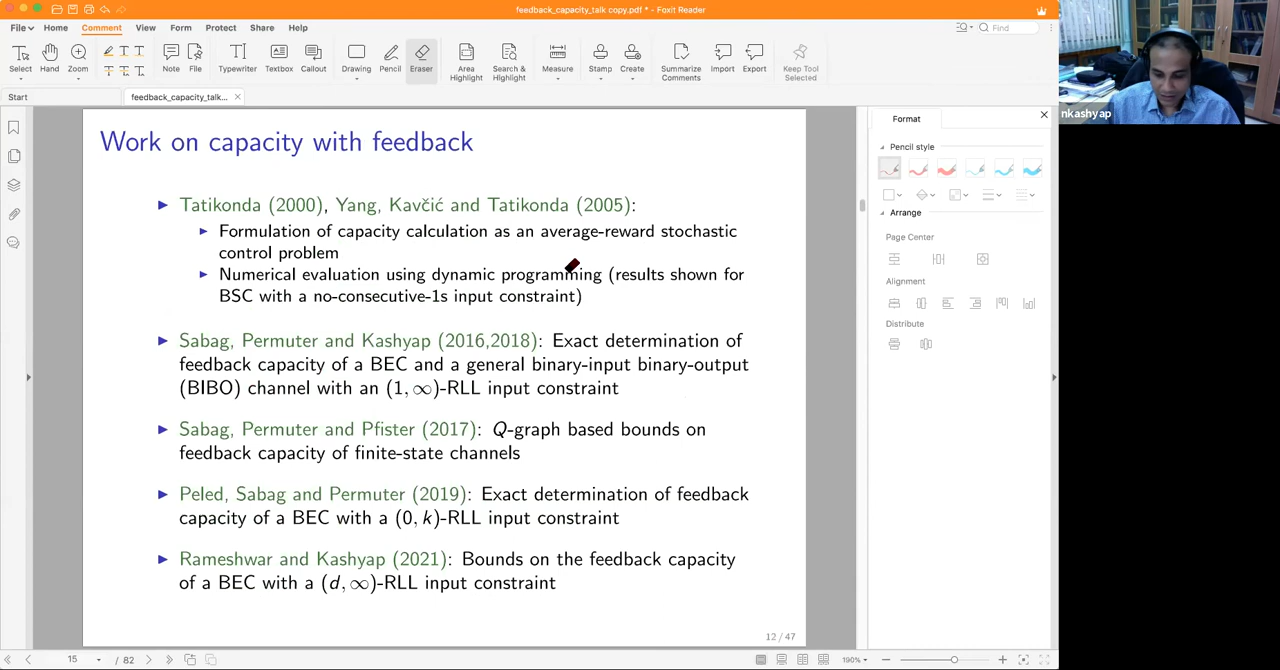 feedback_capacity_talk copy.pdf * - Foxit Reader
File Home Comment View Form Protect Share Help
Find
Select Hand Zoom Note File Typewriter Textbox Callout Drawing Pencil Eraser Area Highlight Search & Highlight Measure Stamp Create Summarize Comments Import Export Keep Tool Selected
Start feedback_capacity_talk...
nkashyap
Work on capacity with feedback
Tatikonda (2000), Yang, Kavčić and Tatikonda (2005):
Formulation of capacity calculation as an average-reward stochastic
control problem
Numerical evaluation using dynamic programming (results shown for
BSC with a no-consecutive-1s input constraint)
Sabag, Permuter and Kashyap (2016,2018): Exact determination of
feedback capacity of a BEC and a general binary-input binary-output
(BIBO) channel with an (1, ∞)-RLL input constraint
Sabag, Permuter and Pfister (2017): Q-graph based bounds on
feedback capacity of finite-state channels
Peled, Sabag and Permuter (2019): Exact determination of feedback
capacity of a BEC with a (0, k)-RLL input constraint
Rameshwar and Kashyap (2021): Bounds on the feedback capacity
of a BEC with a (d, ∞)-RLL input constraint
12 / 47
Format
Pencil style
Arrange
Page Center
Alignment
Distribute
15 / 82
190%